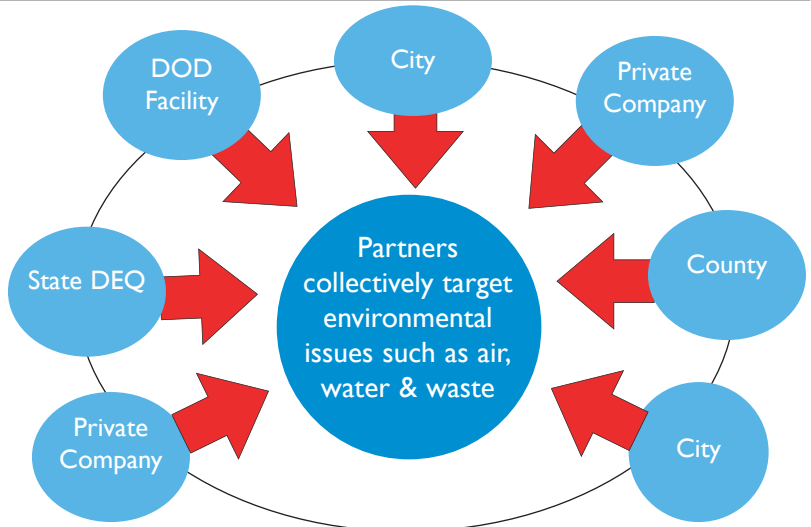 City
DOD
Facility
Private
Company
State DEQ
Partners
collectively target
environmental
issues such as air,
water & waste
County
Private
Company
City